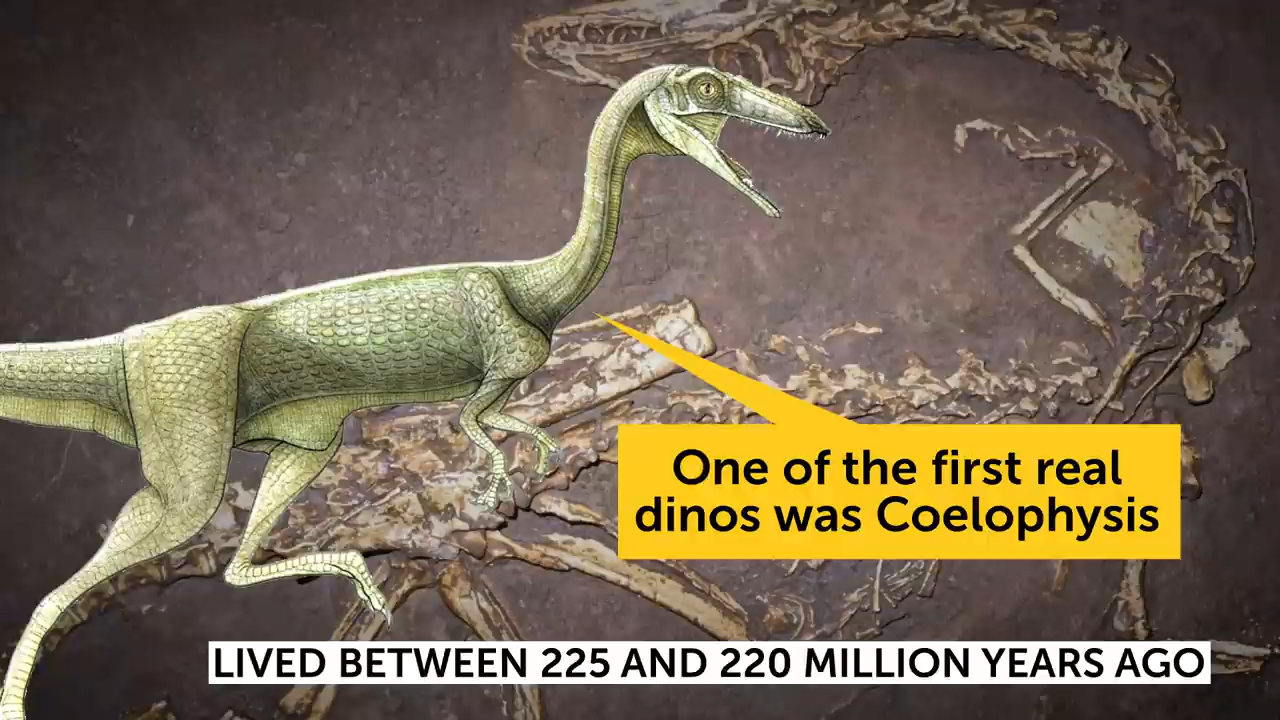 One of the first real
dinos was Coelophysis
LIVED BETWEEN 225 AND 220 MILLION YEARS AGO